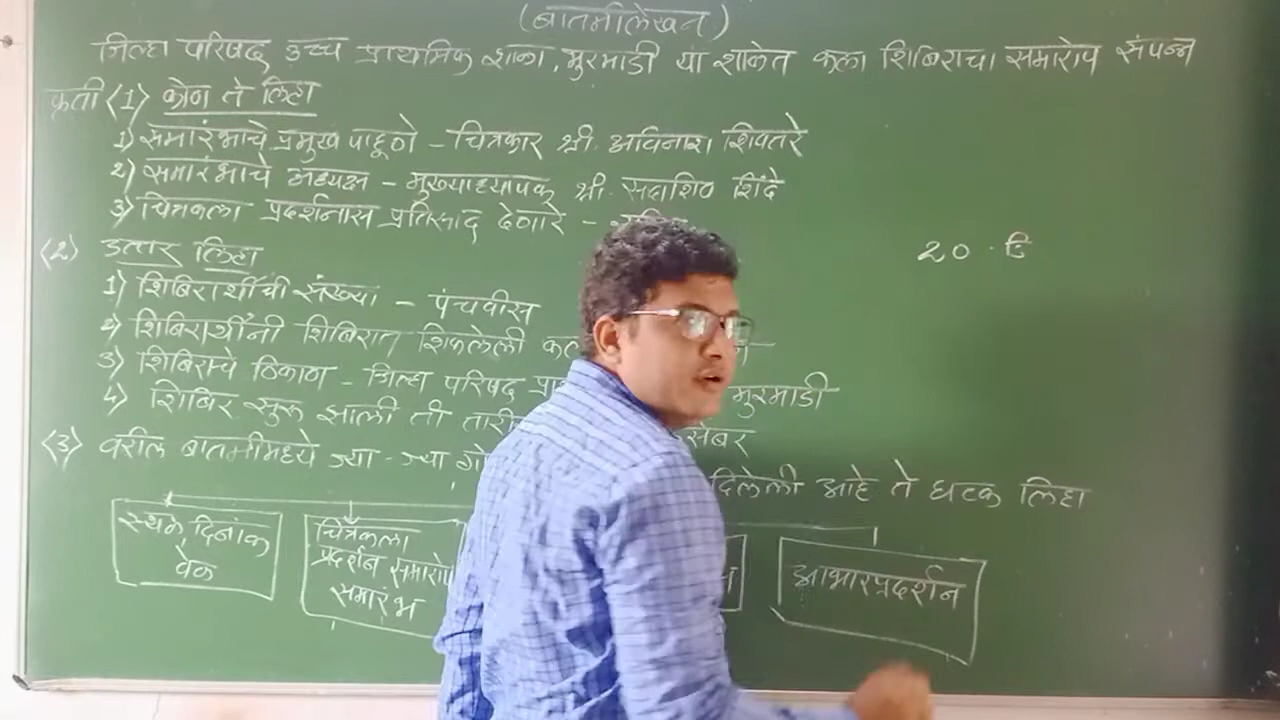 (बातमीलेखन)
जिल्हा परिषद उच्च प्राथमिक शाळा, मुरमाडी या शाळेत कला शिबिराचा समारोप संपन्न
कृती (1) कोण ते लिहा
1) समारंभाचे प्रमुख पाहूणे - चित्रकार श्री. अविनाश शिवतरे
2) समारंभाचे अध्यक्ष - मुख्याध्यापक श्री. सदाशिव शिंदे
3) चित्रकला प्रदर्शनास प्रतिसाद देणारे -
20.
(2) उत्तर लिहा
1) शिबिरार्थींची संख्या - पंचवीस
2) शिबिरार्थींनी शिबिरात शिकलेली
3) शिबिराचे ठिकाण - जिल्हा परिषद मुरमाडी
4) शिबिर सुरू झाली ती
(3) वरील बातमीमध्ये ज्या-ज्या दिलेली आहे ते घटक लिहा
स्थळ, दिनांक
वेळ
चित्रकला
प्रदर्शन समारोप
समारंभ
आभारप्रदर्शन